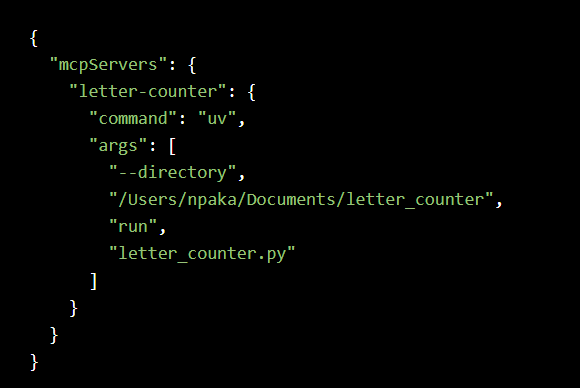 {
  "mcpServers": {
    "letter-counter": {
      "command": "uv",
      "args": [
        "--directory",
        "/Users/npaka/Documents/letter_counter",
        "run",
        "letter_counter.py"
      ]
    }
  }
}